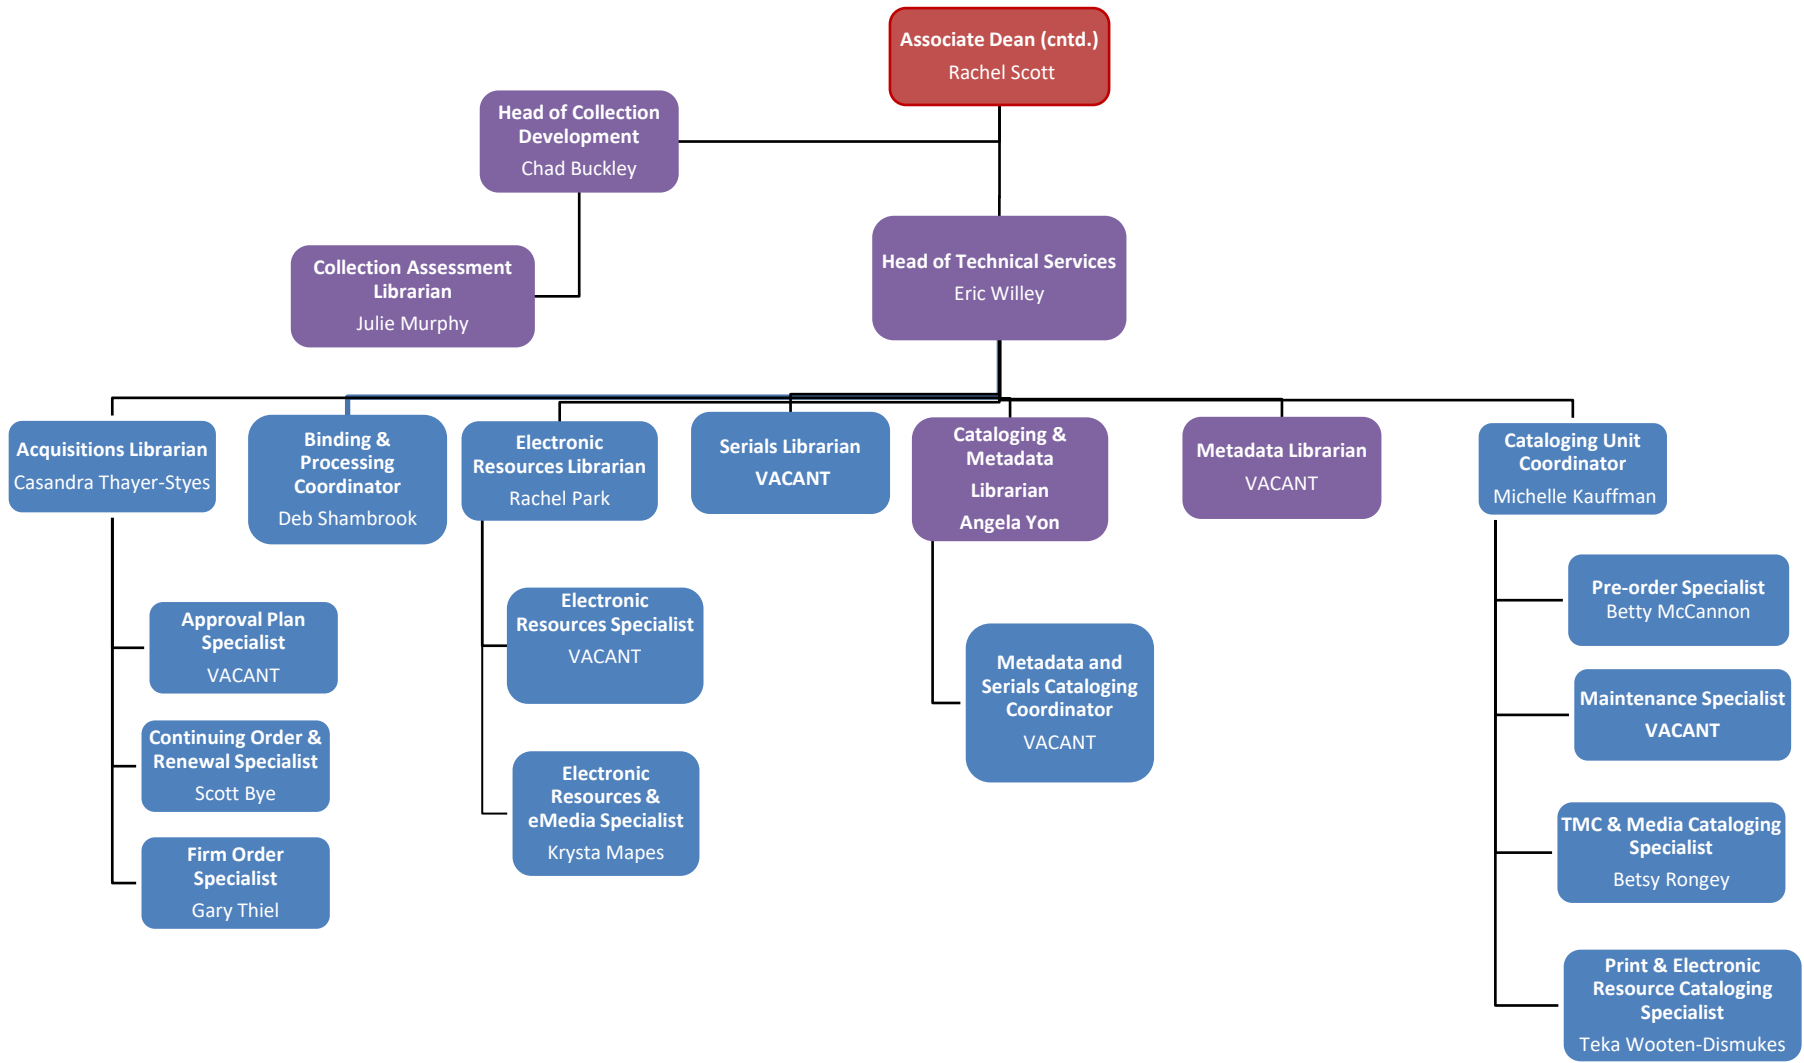 Associate Dean (cntd.)
Rachel Scott
Head of Collection
Development
Chad Buckley
Collection Assessment
Librarian
Julie Murphy
Head of Technical Services
Eric Willey
Acquisitions Librarian
Casandra Thayer-Styes
Binding &
Processing
Coordinator
Deb Shambrook
Electronic
Resources Librarian
Rachel Park
Serials Librarian
VACANT
Cataloging &
Metadata
Librarian
Angela Yon
Metadata Librarian
VACANT
Cataloging Unit
Coordinator
Michelle Kauffman
Approval Plan
Specialist
VACANT
Continuing Order &
Renewal Specialist
Scott Bye
Firm Order
Specialist
Gary Thiel
Electronic
Resources Specialist
VACANT
Electronic
Resources &
eMedia Specialist
Krysta Mapes
Metadata and
Serials Cataloging
Coordinator
VACANT
Pre-order Specialist
Betty McCannon
Maintenance Specialist
VACANT
TMC & Media Cataloging
Specialist
Betsy Rongey
Print & Electronic
Resource Cataloging
Specialist
Teka Wooten-Dismukes